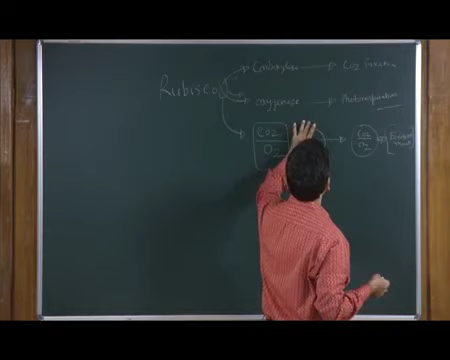 Rubisco
Carboxylase → CO2 fixation
oxygenase → Photorespiration
CO2 / O2 → CO2 / O2